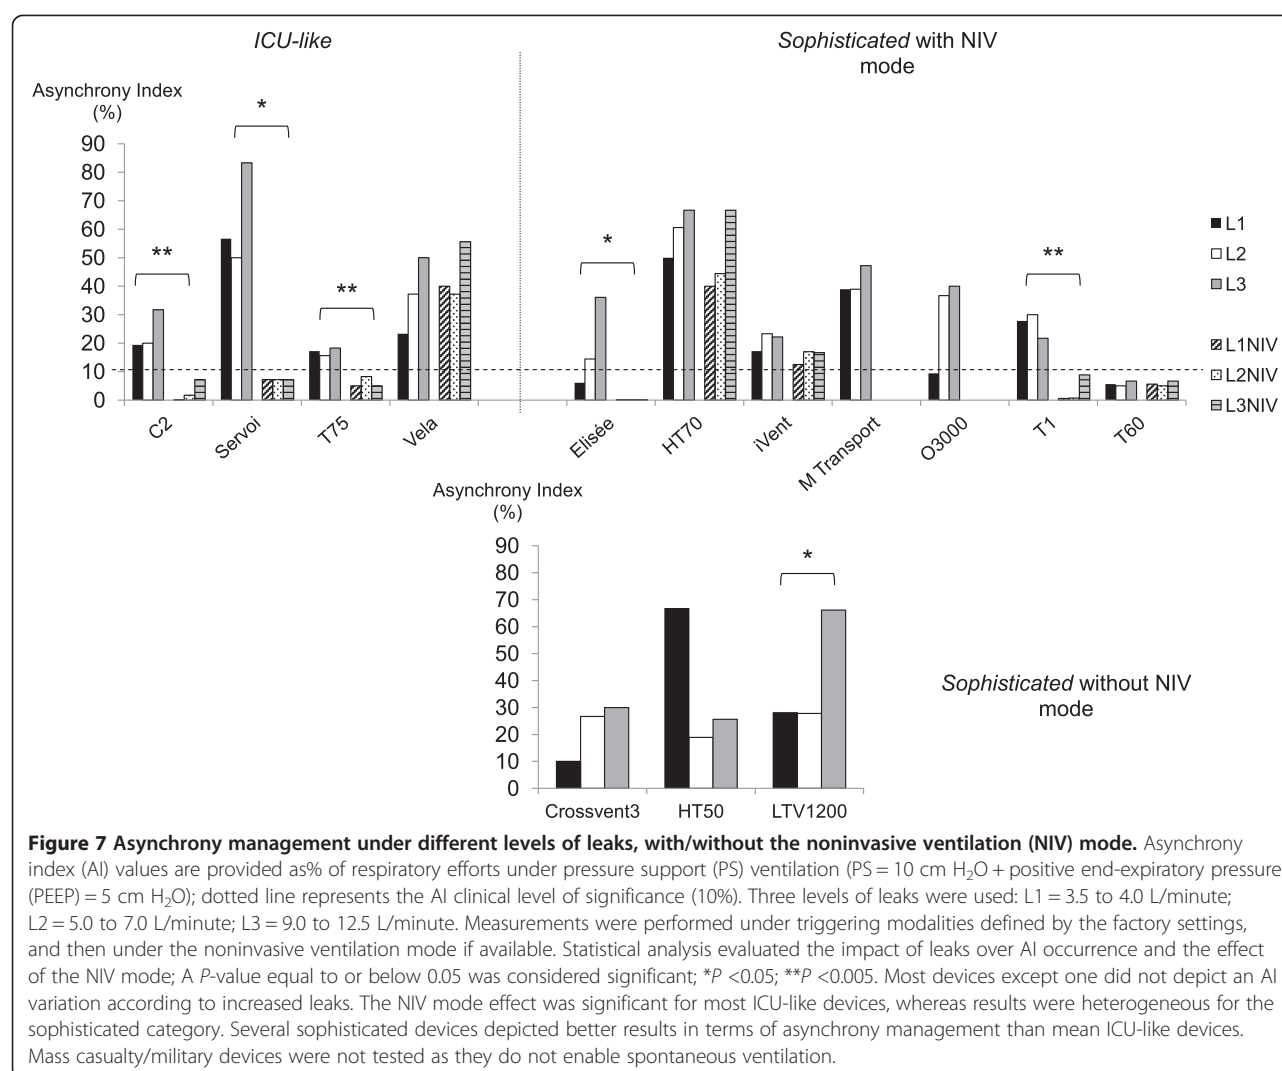 ICU-like
Sophisticated with NIV
mode
Asynchrony Index
(%)
*
**
**
*
**
90
80
70
60
50
40
30
20
10
0
C2
Servoi
T75
Vela
Elisée
HT70
iVent
M Transport
O3000
T1
T60
L1
L2
L3
L1NIV
L2NIV
L3NIV
Asynchrony Index
(%)
*
90
80
70
60
50
40
30
20
10
0
Crossvent3
HT50
LTV1200
Sophisticated without NIV
mode
Figure 7 Asynchrony management under different levels of leaks, with/without the noninvasive ventilation (NIV) mode. Asynchrony
index (AI) values are provided as% of respiratory efforts under pressure support (PS) ventilation (PS = 10 cm H₂O + positive end-expiratory pressure
(PEEP) = 5 cm H₂O); dotted line represents the AI clinical level of significance (10%). Three levels of leaks were used: L1 = 3.5 to 4.0 L/minute;
L2 = 5.0 to 7.0 L/minute; L3 = 9.0 to 12.5 L/minute. Measurements were performed under triggering modalities defined by the factory settings,
and then under the noninvasive ventilation mode if available. Statistical analysis evaluated the impact of leaks over AI occurrence and the effect
of the NIV mode; A P-value equal to or below 0.05 was considered significant; *P <0.05; **P <0.005. Most devices except one did not depict an AI
variation according to increased leaks. The NIV mode effect was significant for most ICU-like devices, whereas results were heterogeneous for the
sophisticated category. Several sophisticated devices depicted better results in terms of asynchrony management than mean ICU-like devices.
Mass casualty/military devices were not tested as they do not enable spontaneous ventilation.